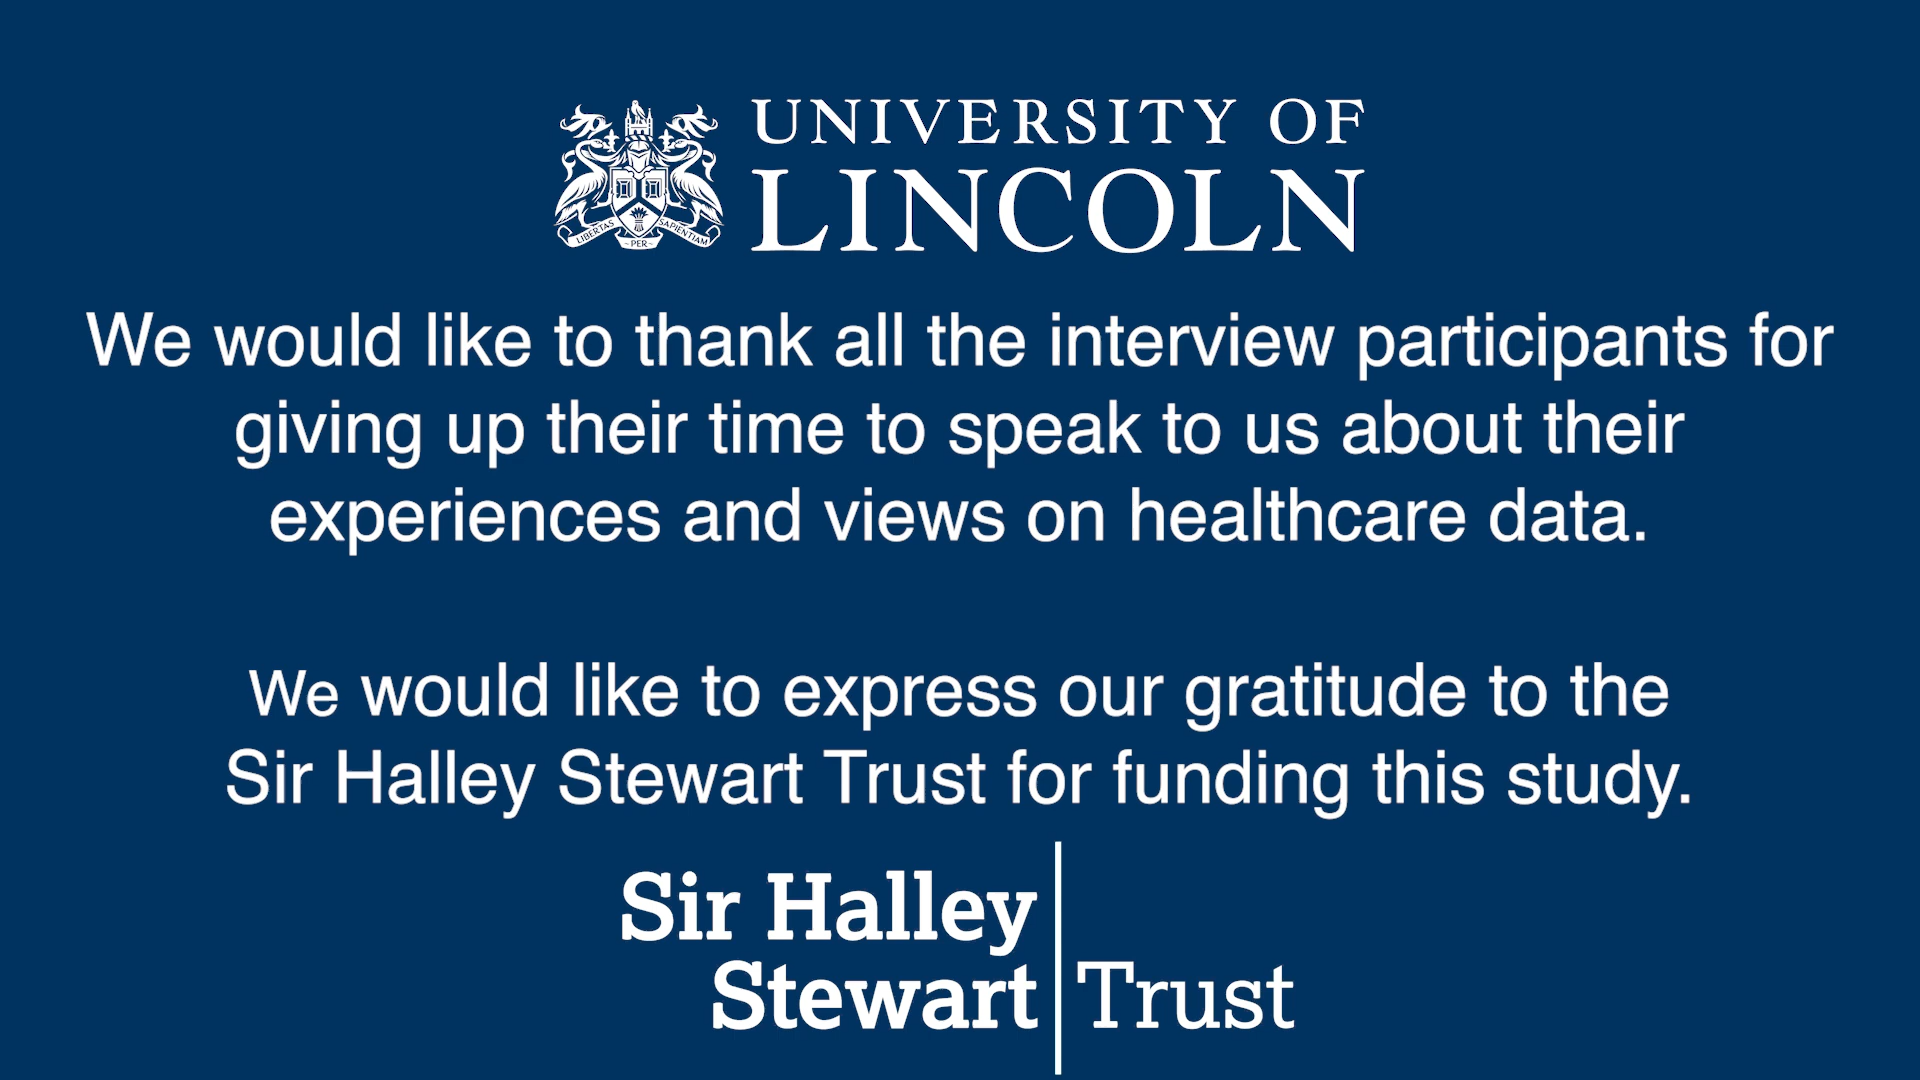 UNIVERSITY OF
LINCOLN
LIBERTAS
PER
SAPIENTIAM
We would like to thank all the interview participants for
giving up their time to speak to us about their
experiences and views on healthcare data.
We would like to express our gratitude to the
Sir Halley Stewart Trust for funding this study.
Sir Halley
Stewart Trust